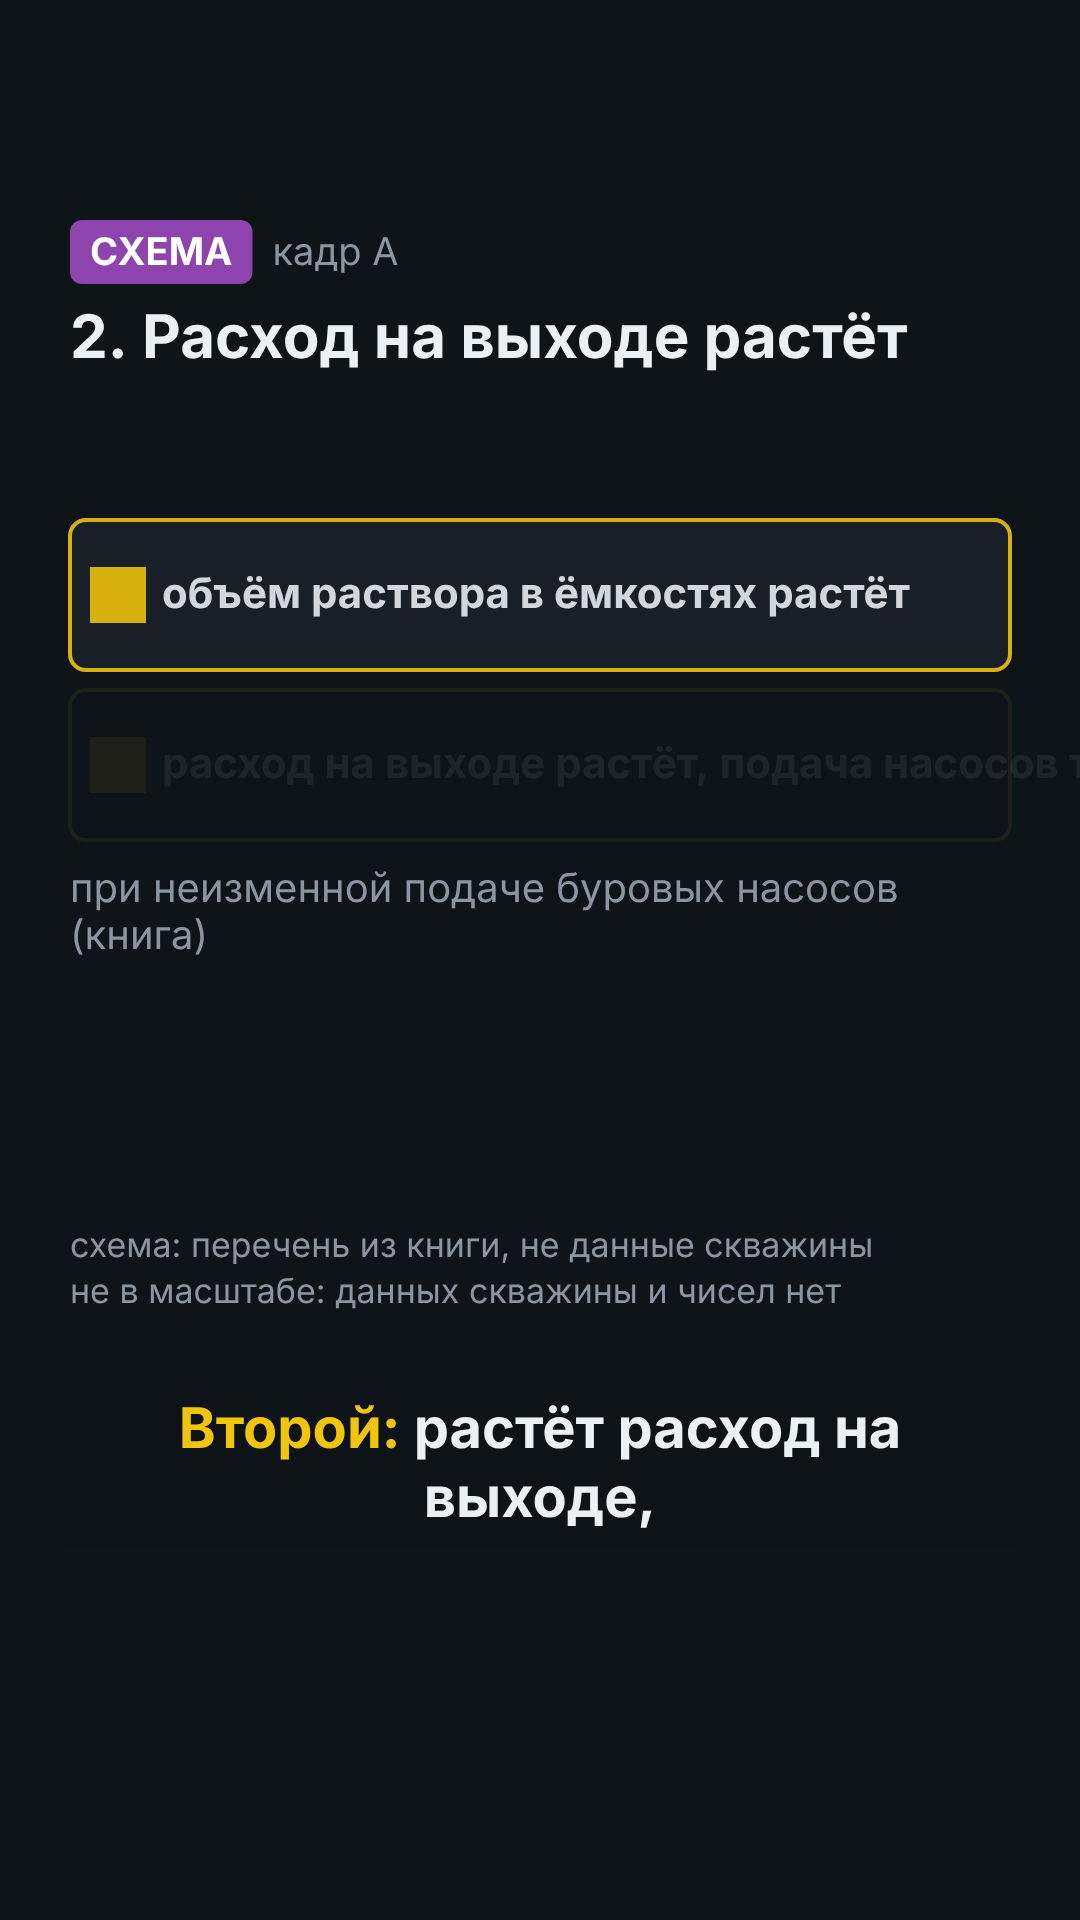 СХЕМА кадр А
2. Расход на выходе растёт
объём раствора в ёмкостях растёт
расход на выходе растёт, подача насосов
при неизменной подаче буровых насосов
(книга)
схема: перечень из книги, не данные скважины
не в масштабе: данных скважины и чисел нет
Второй: растёт расход на
выходе,